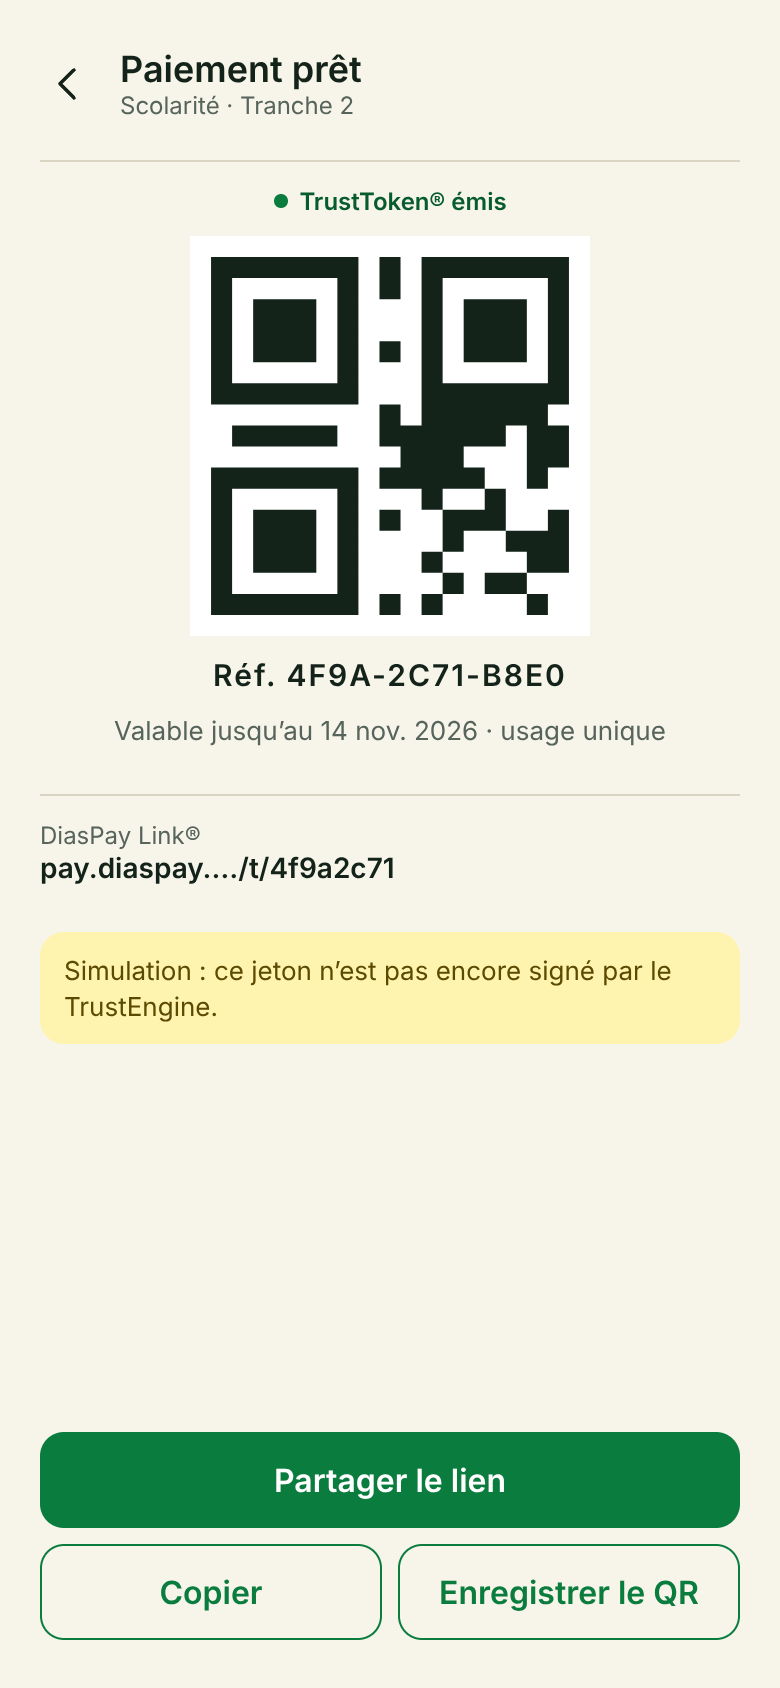 Paiement prêt
Scolarité · Tranche 2
TrustToken® émis
Réf. 4F9A-2C71-B8E0
Valable jusqu’au 14 nov. 2026 · usage unique
DiasPay Link®
pay.diaspay..../t/4f9a2c71
Simulation : ce jeton n’est pas encore signé par le
TrustEngine.
Partager le lien
Copier
Enregistrer le QR